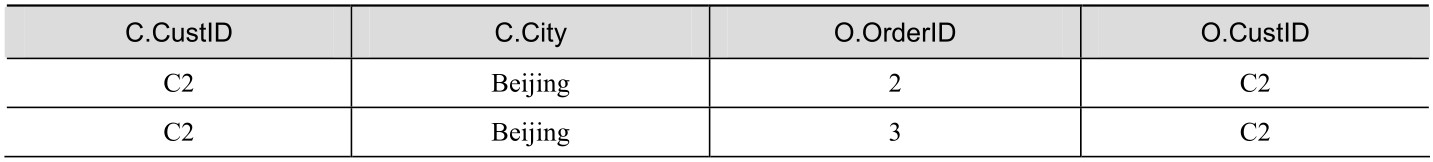 C.CustID C.City O.OrderID O.CustID
C2 Beijing 2 C2
C2 Beijing 3 C2